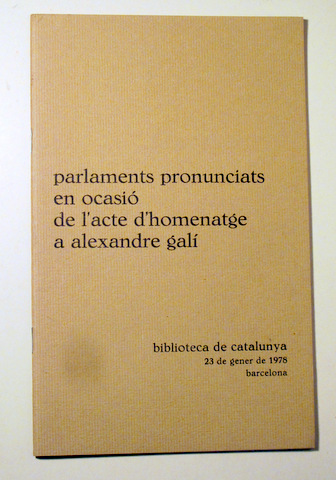 parlaments pronunciats
en ocasió
de l'acte d'homenatge
a alexandre galí
biblioteca de catalunya
23 de gener de 1978
barcelona